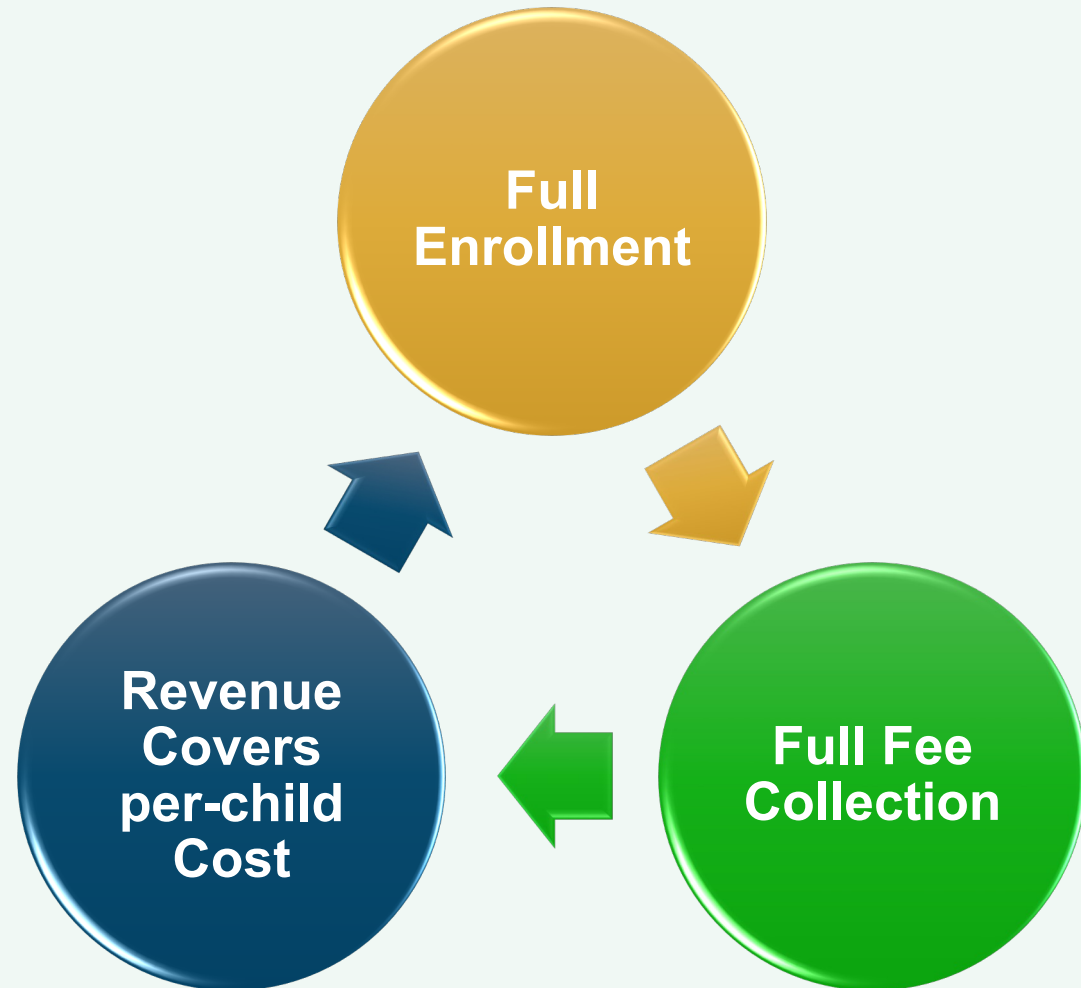 Full
Enrollment
Revenue
Covers
per-child
Cost
Full Fee
Collection